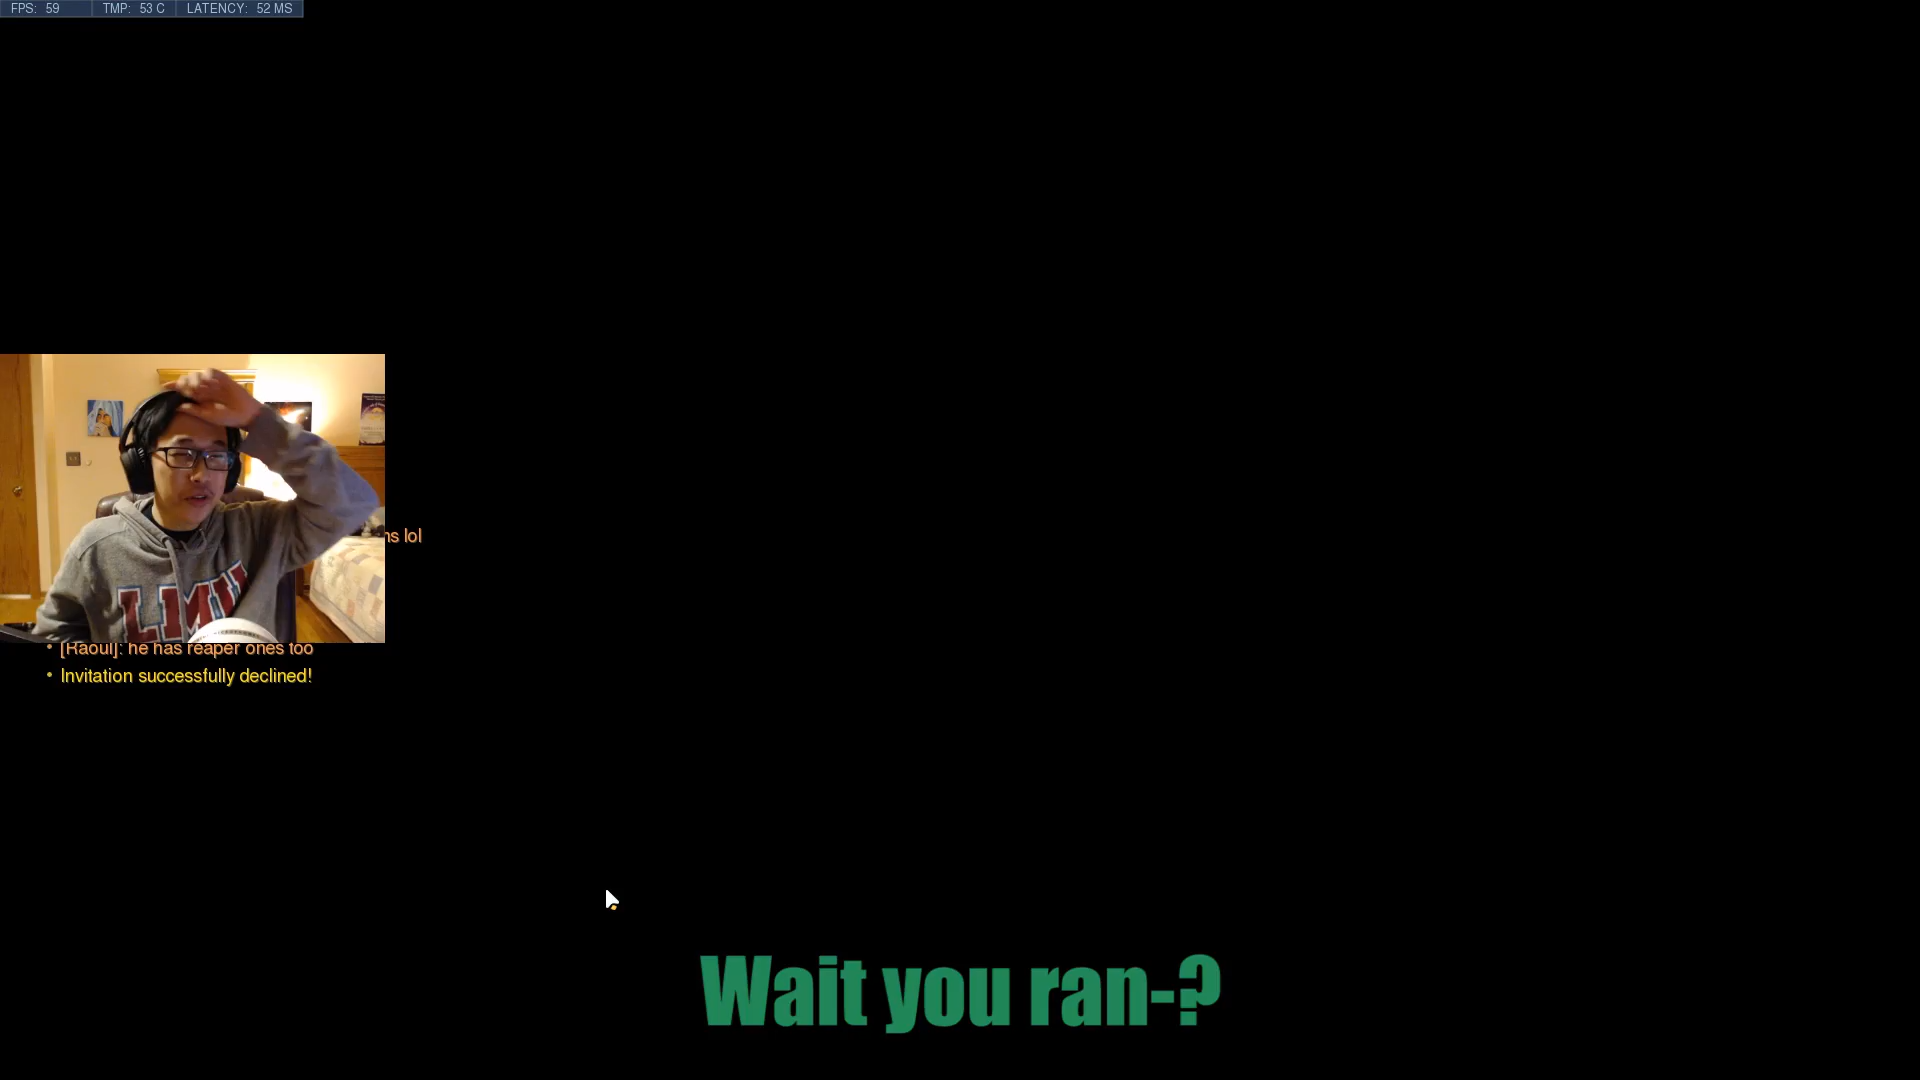 FPS: 59 TMP: 53 C LATENCY: 52 MS
lol
LMU
• [Raoul]: he has reaper ones too
• Invitation successfully declined!
Wait you ran-?